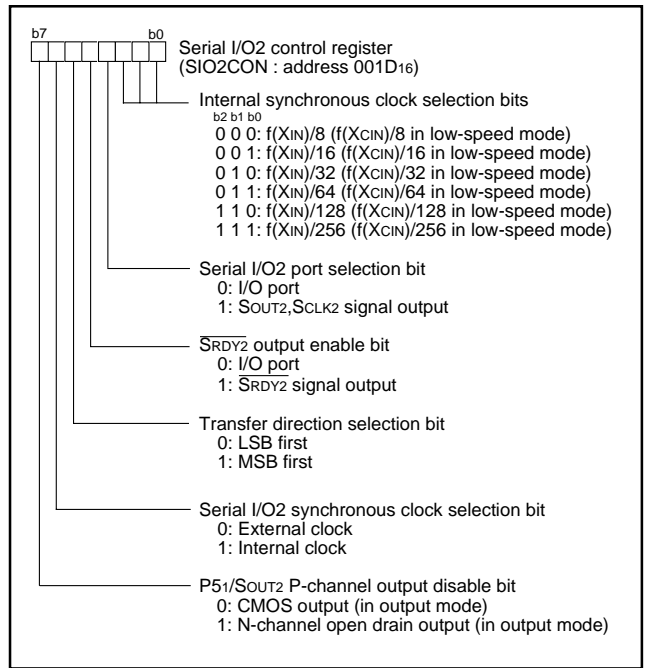 b7 b0
Serial I/O2 control register
(SIO2CON : address 001D16)
Internal synchronous clock selection bits
b2 b1 b0
0 0 0: f(XIN)/8 (f(XCIN)/8 in low-speed mode)
0 0 1: f(XIN)/16 (f(XCIN)/16 in low-speed mode)
0 1 0: f(XIN)/32 (f(XCIN)/32 in low-speed mode)
0 1 1: f(XIN)/64 (f(XCIN)/64 in low-speed mode)
1 1 0: f(XIN)/128 (f(XCIN)/128 in low-speed mode)
1 1 1: f(XIN)/256 (f(XCIN)/256 in low-speed mode)
Serial I/O2 port selection bit
0: I/O port
1: SOUT2,SCLK2 signal output
S̅R̅D̅Y̅2̅ output enable bit
0: I/O port
1: S̅R̅D̅Y̅2̅ signal output
Transfer direction selection bit
0: LSB first
1: MSB first
Serial I/O2 synchronous clock selection bit
0: External clock
1: Internal clock
P51/SOUT2 P-channel output disable bit
0: CMOS output (in output mode)
1: N-channel open drain output (in output mode)